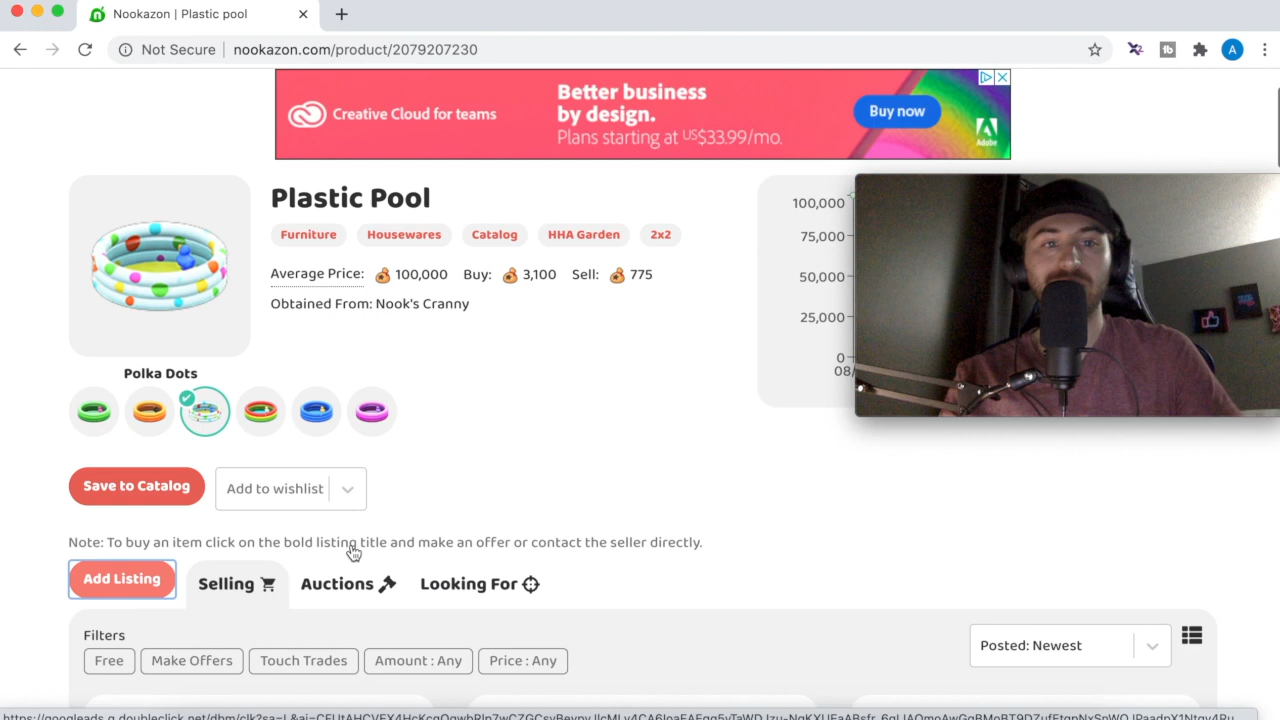 Nookazon | Plastic pool
Not Secure
nookazon.com/product/2079207230
A
Creative Cloud for teams
Better business
by design.
Plans starting at US$33.99/mo.
Buy now
Adobe
Plastic Pool
Furniture Housewares Catalog HHA Garden 2x2
Average Price: 100,000 Buy: 3,100 Sell: 775
Obtained From: Nook's Cranny
100,000
75,000
50,000
25,000
0
08/
Polka Dots
Save to Catalog
Add to wishlist
Note: To buy an item click on the bold listing title and make an offer or contact the seller directly.
Add Listing
Selling
Auctions
Looking For
Filters
Free Make Offers Touch Trades Amount : Any Price : Any
Posted: Newest